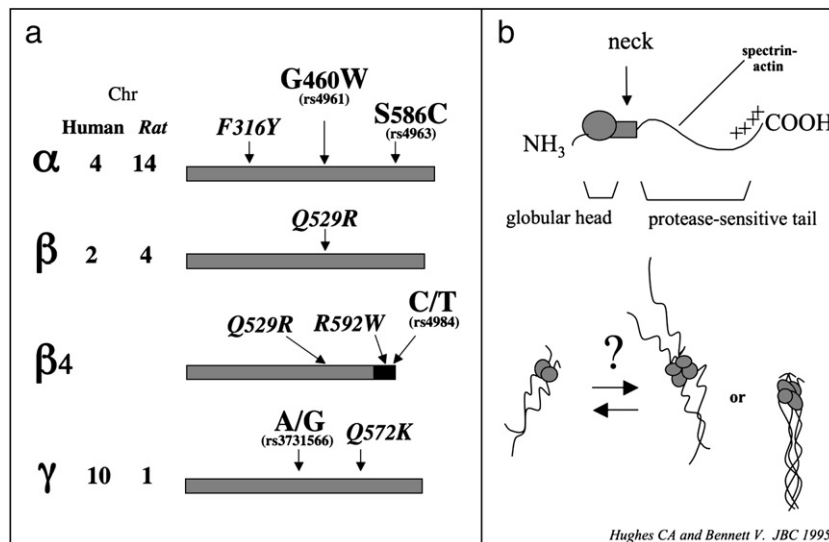 a
Chr
Human Rat
G460W
(rs4961)
S586C
(rs4963)
F316Y
α 4 14
Q529R
β 2 4
C/T
(rs4984)
Q529R R592W
β4
A/G
(rs3731566)
Q572K
γ 10 1
b
neck
spectrin-
actin
++++
COOH
NH3
globular head
protease-sensitive tail
?
or
Hughes CA and Bennett V. JBC 1995